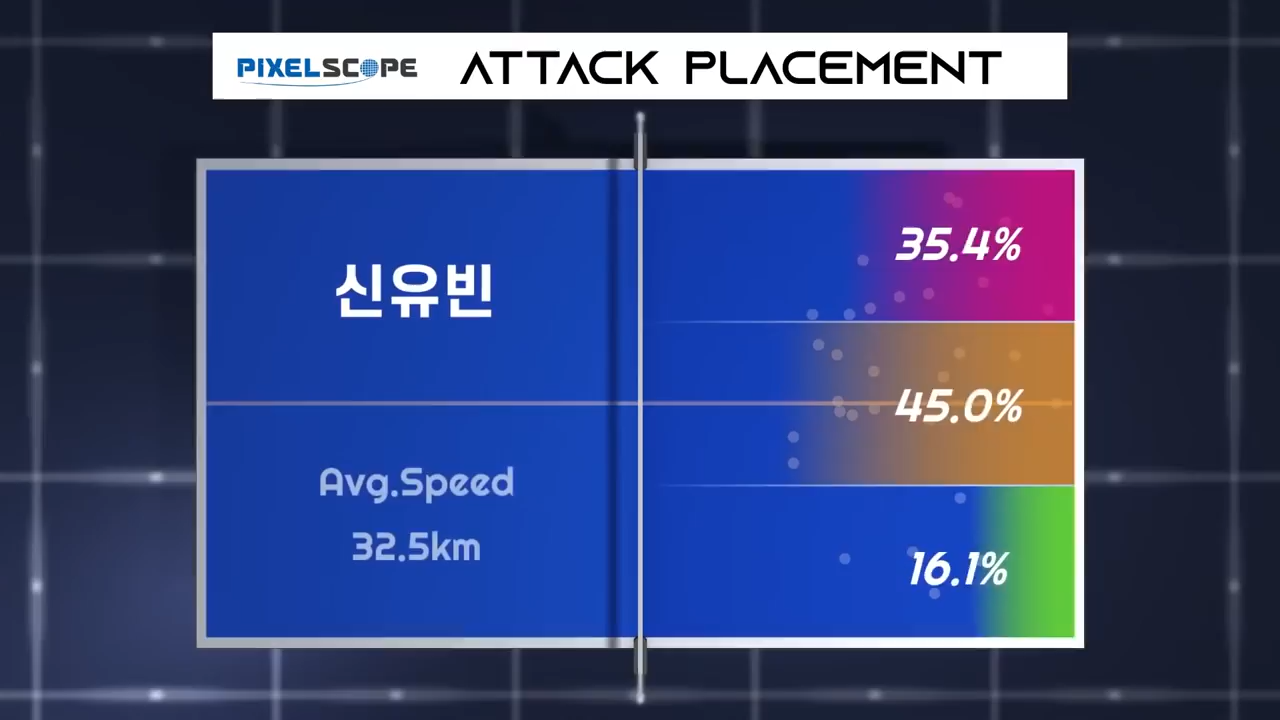 PIXELSCOPE ATTACK PLACEMENT
신유빈
Avg.Speed
32.5km
35.4%
45.0%
16.1%